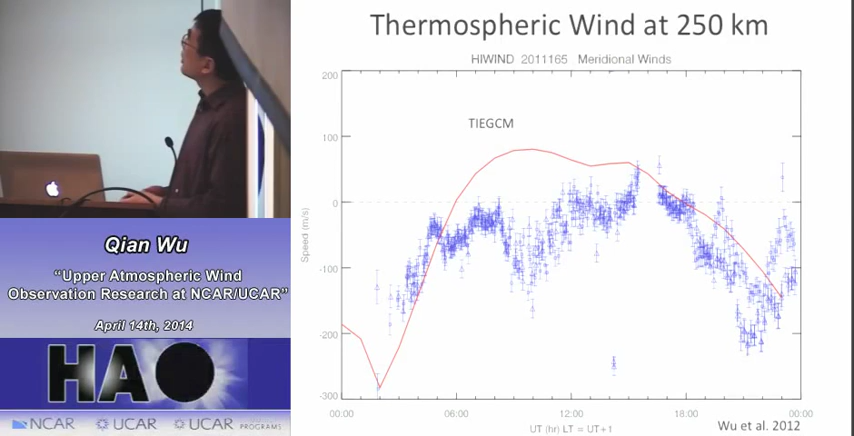 Thermospheric Wind at 250 km
HIWIND 2011165 Meridional Winds
200
100
0
-100
-200
-300
Speed (m/s)
TIEGCM
00:00 06:00 12:00 18:00 00:00
UT (hr) LT = UT+1
Wu et al. 2012
Qian Wu
“Upper Atmospheric Wind
Observation Research at NCAR/UCAR”
April 14th, 2014
HAO
NCAR UCAR UCAR PROGRAMS